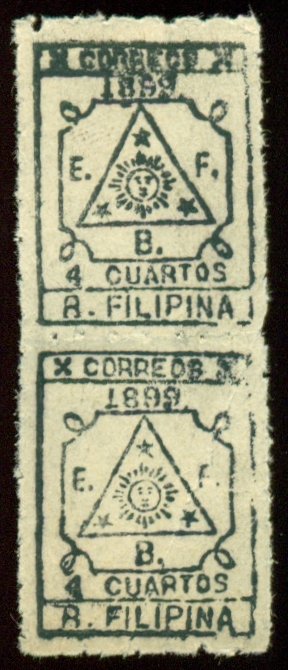 X CORREOS X
1899
E. F.
B.
4 CUARTOS
R. FILIPINA
X CORREOS X
1899
E. F.
B.
4 CUARTOS
R. FILIPINA